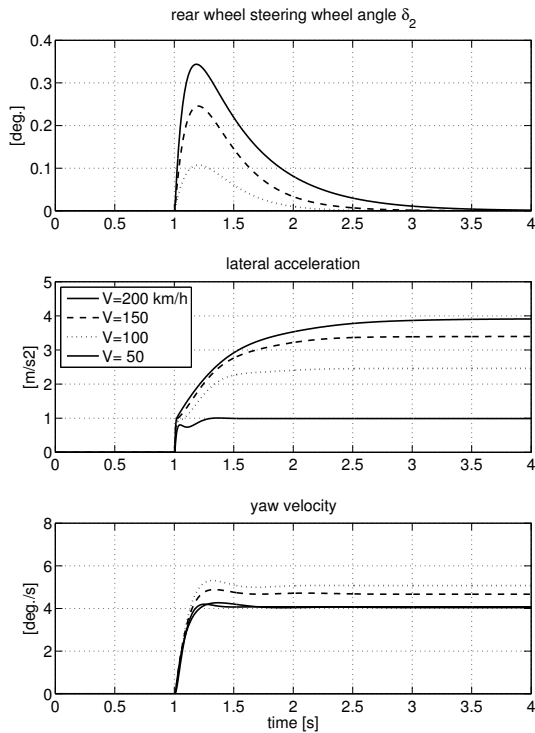 rear wheel steering wheel angle δ2
0.4
0.3
0.2
0.1
0
[deg.]
0 0.5 1 1.5 2 2.5 3 3.5 4
lateral acceleration
5
4
3
2
1
0
[m/s2]
V=200 km/h
V=150
V=100
V= 50
0 0.5 1 1.5 2 2.5 3 3.5 4
yaw velocity
8
6
4
2
0
[deg./s]
0 0.5 1 1.5 2 2.5 3 3.5 4
time [s]